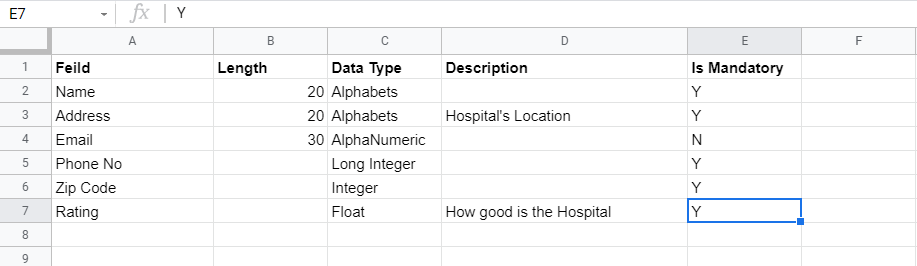 E7 fx Y
A B C D E F
1 Feild Length Data Type Description Is Mandatory
2 Name 20 Alphabets Y
3 Address 20 Alphabets Hospital's Location Y
4 Email 30 AlphaNumeric N
5 Phone No Long Integer Y
6 Zip Code Integer Y
7 Rating Float How good is the Hospital Y
8
9